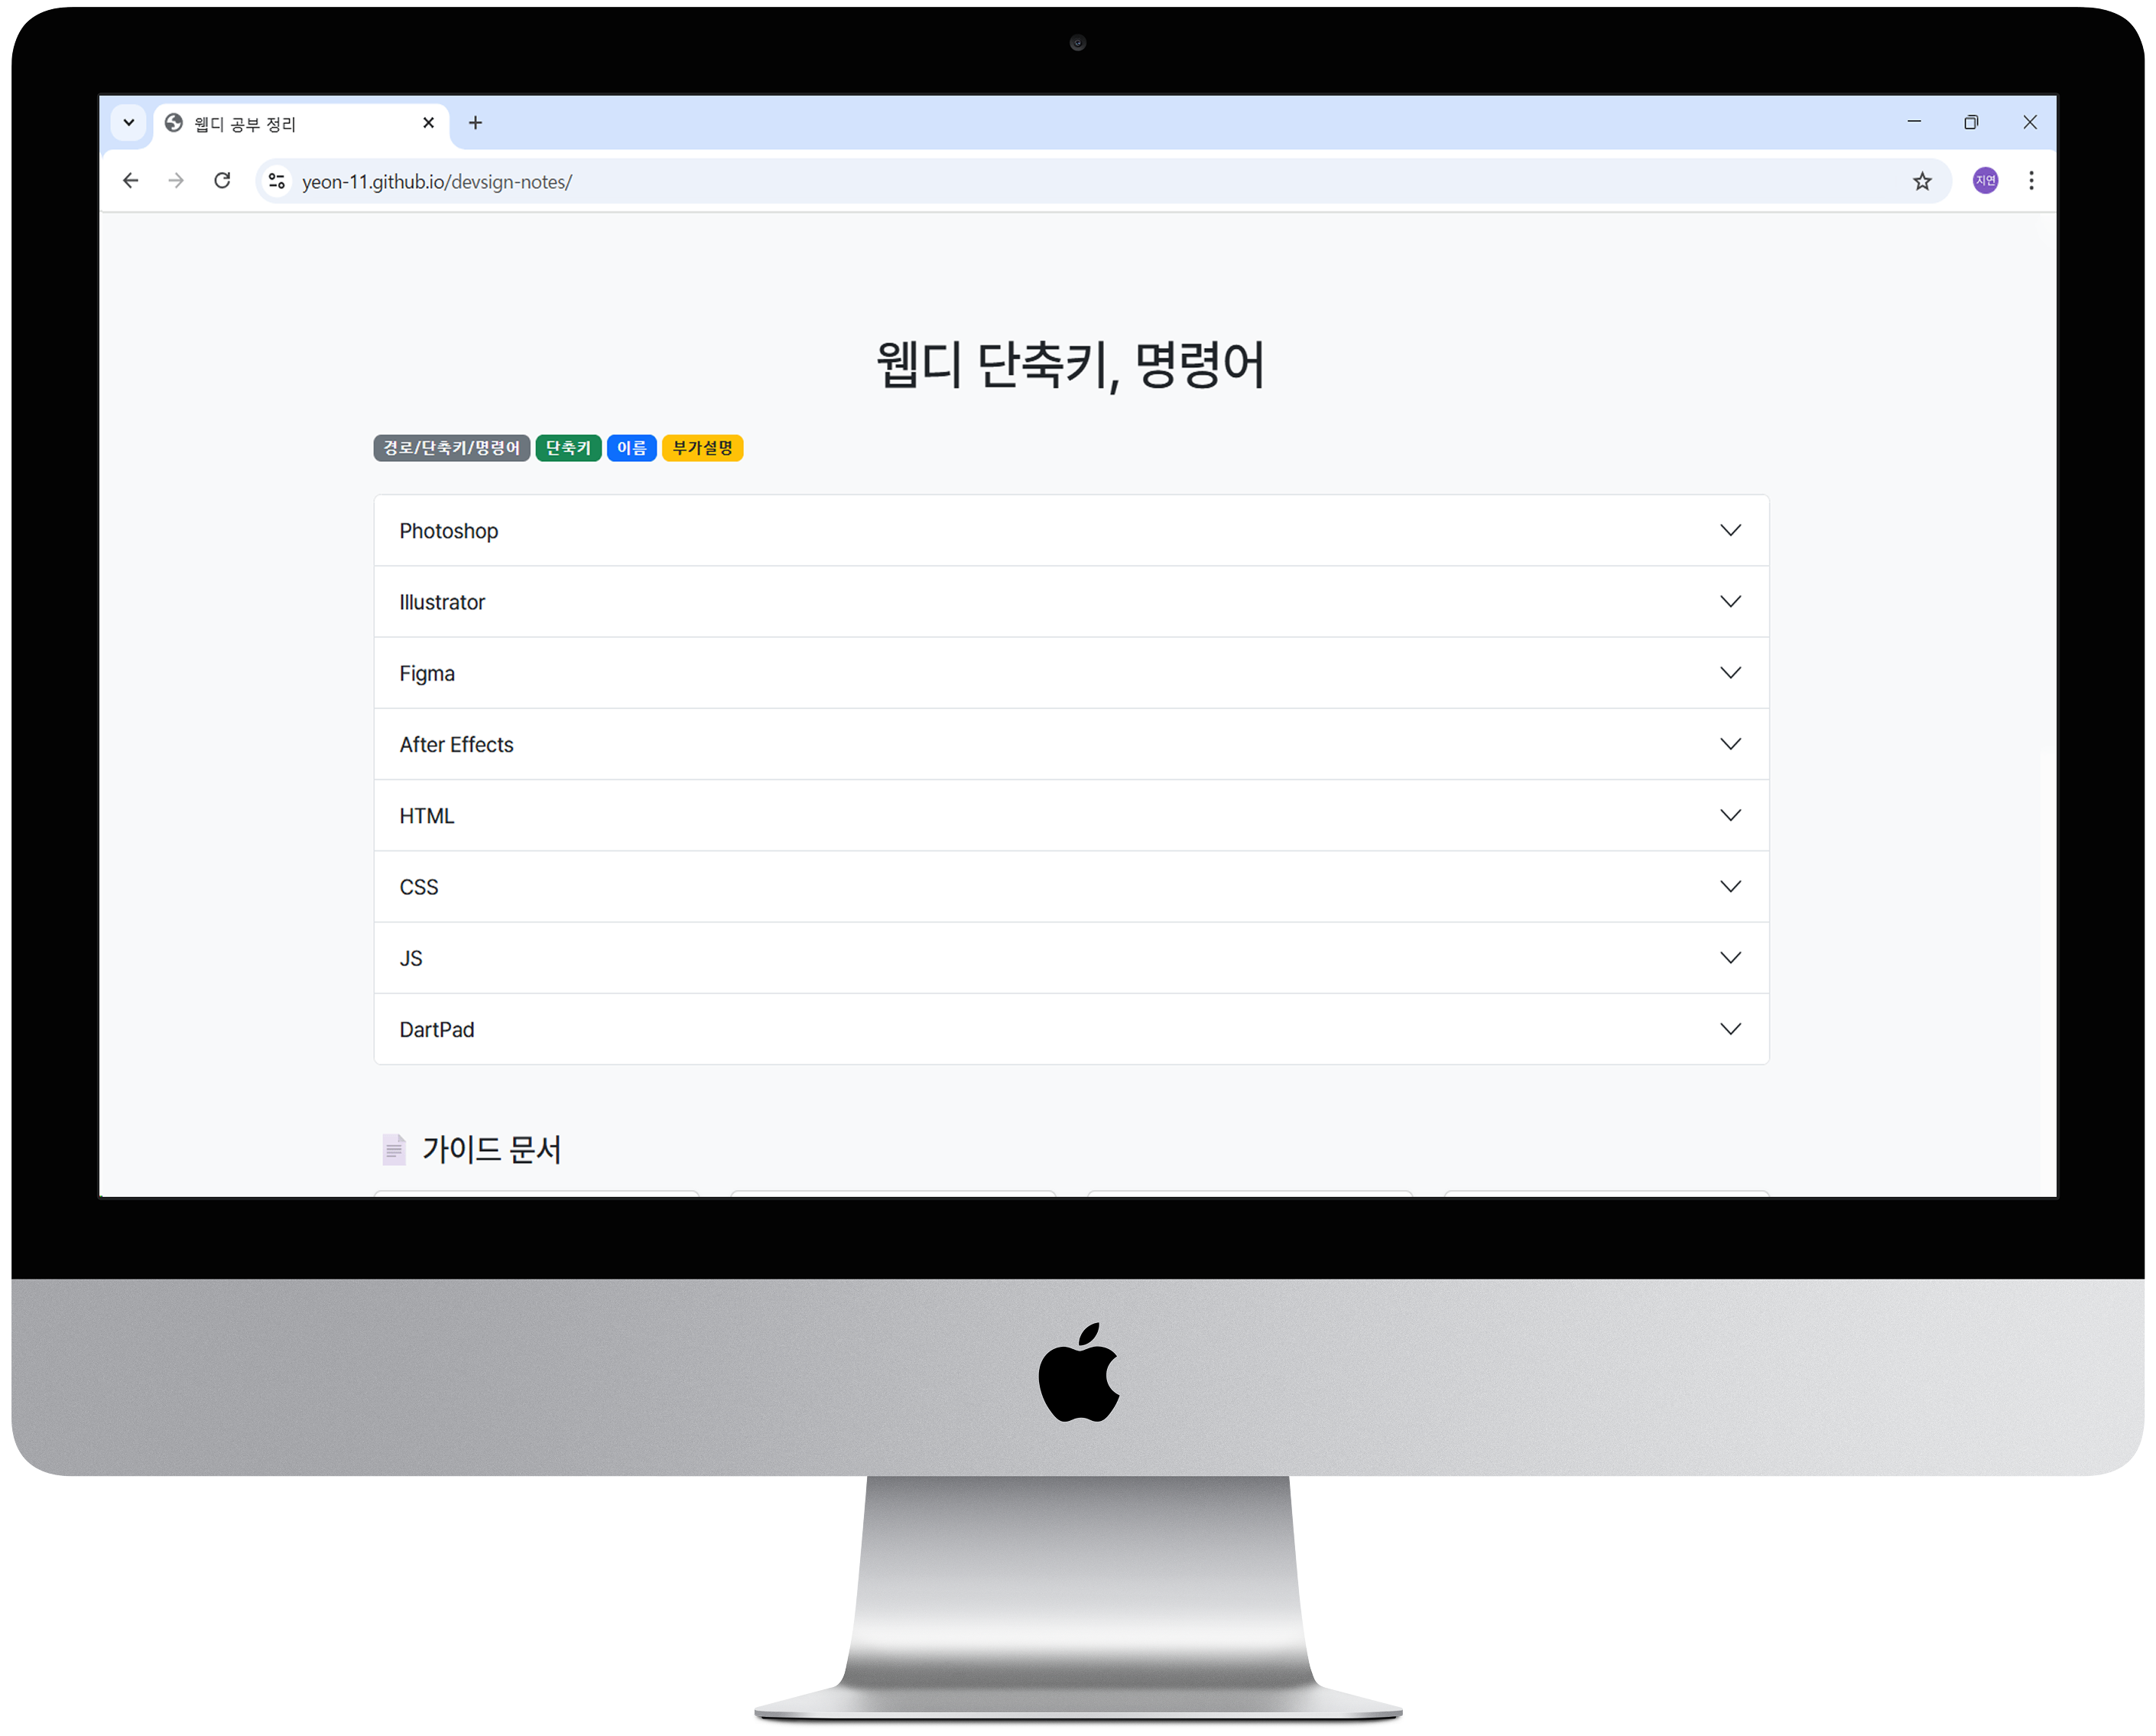 웹디 공부 정리
yeon-11.github.io/devsign-notes/
지연
웹디 단축키, 명령어
경로/단축키/명령어 단축키 이름 부가설명
Photoshop
Illustrator
Figma
After Effects
HTML
CSS
JS
DartPad
가이드 문서